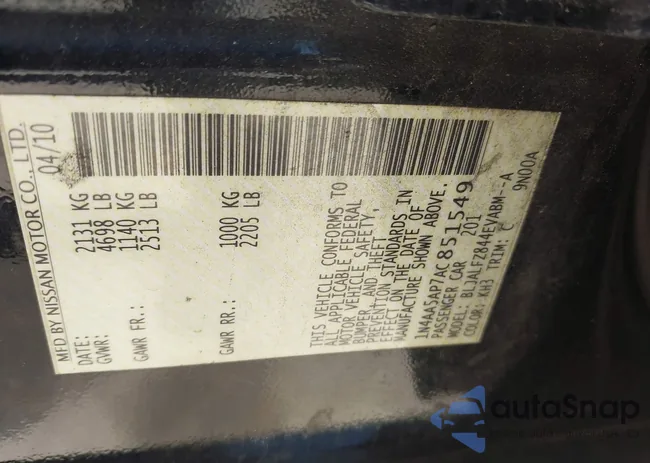 MFD BY NISSAN MOTOR CO., LTD.
DATE: 04/10
GVWR: 2131 KG
4698 LB
GAWR FR: 1140 KG
2513 LB
GAWR RR: 1000 KG
2205 LB
THIS VEHICLE CONFORMS TO
ALL APPLICABLE FEDERAL
MOTOR VEHICLE SAFETY,
BUMPER, AND THEFT
PREVENTION STANDARDS IN
EFFECT ON THE DATE OF
MANUFACTURE SHOWN ABOVE.
1N4AA5AP7AC851549
PASSENGER CAR 201
MODEL: BLJALFZ844EVABM--A
COLOR: KH3 TRIM: C 9N00A
autoSnap